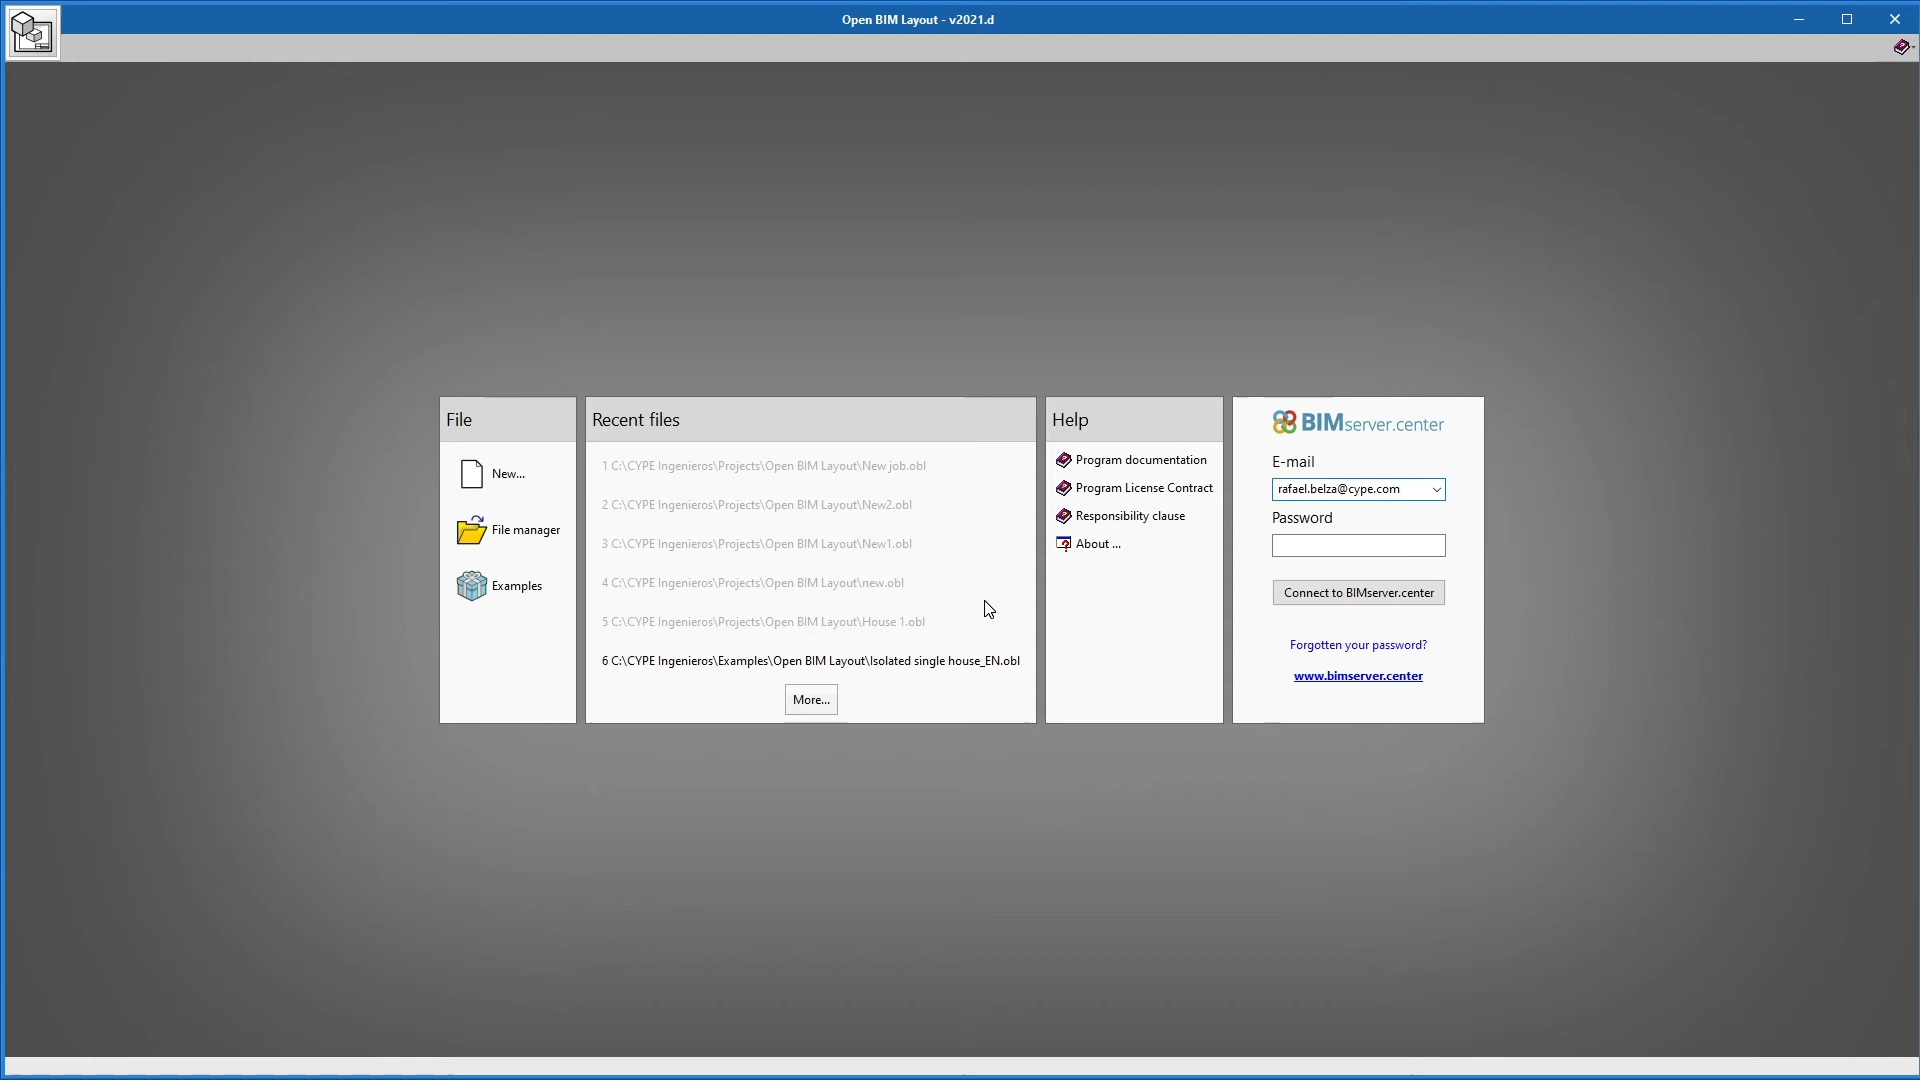 Open BIM Layout - v2021.d
File
New...
File manager
Examples
Recent files
1 C:\CYPE Ingenieros\Projects\Open BIM Layout\New job.obl
2 C:\CYPE Ingenieros\Projects\Open BIM Layout\New2.obl
3 C:\CYPE Ingenieros\Projects\Open BIM Layout\New1.obl
4 C:\CYPE Ingenieros\Projects\Open BIM Layout\new.obl
5 C:\CYPE Ingenieros\Projects\Open BIM Layout\House 1.obl
6 C:\CYPE Ingenieros\Examples\Open BIM Layout\Isolated single house_EN.obl
More...
Help
Program documentation
Program License Contract
Responsibility clause
About ...
BIMserver.center
E-mail
rafael.belza@cype.com
Password
Connect to BIMserver.center
Forgotten your password?
www.bimserver.center